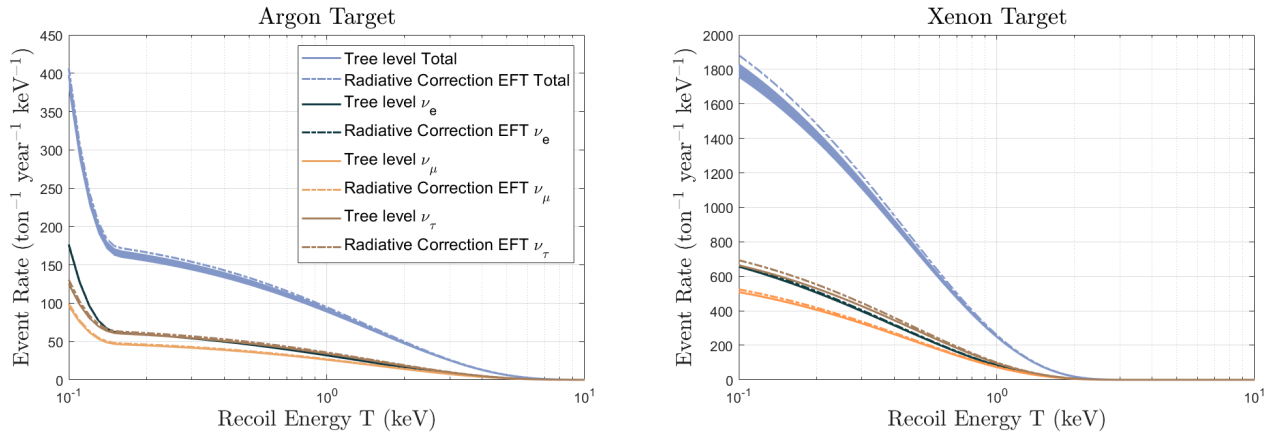 Argon Target
Event Rate (ton⁻¹ year⁻¹ keV⁻¹)
450
400
350
300
250
200
150
100
50
0
Tree level Total
Radiative Correction EFT Total
Tree level νₑ
Radiative Correction EFT νₑ
Tree level ν_μ
Radiative Correction EFT ν_μ
Tree level ν_τ
Radiative Correction EFT ν_τ
10⁻¹ 10⁰ 10¹
Recoil Energy T (keV)
Xenon Target
Event Rate (ton⁻¹ year⁻¹ keV⁻¹)
2000
1800
1600
1400
1200
1000
800
600
400
200
0
10⁻¹ 10⁰ 10¹
Recoil Energy T (keV)